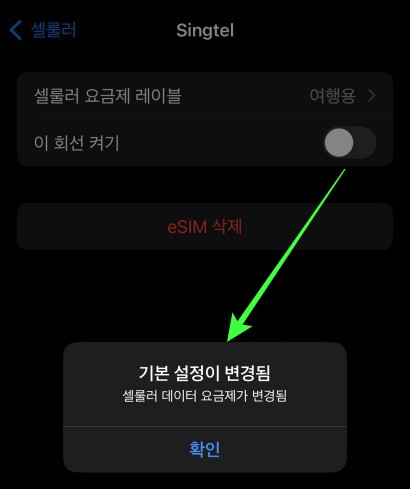 셀룰러
Singtel
셀룰러 요금제 레이블 여행용
이 회선 켜기
eSIM 삭제
기본 설정이 변경됨
셀룰러 데이터 요금제가 변경됨
확인